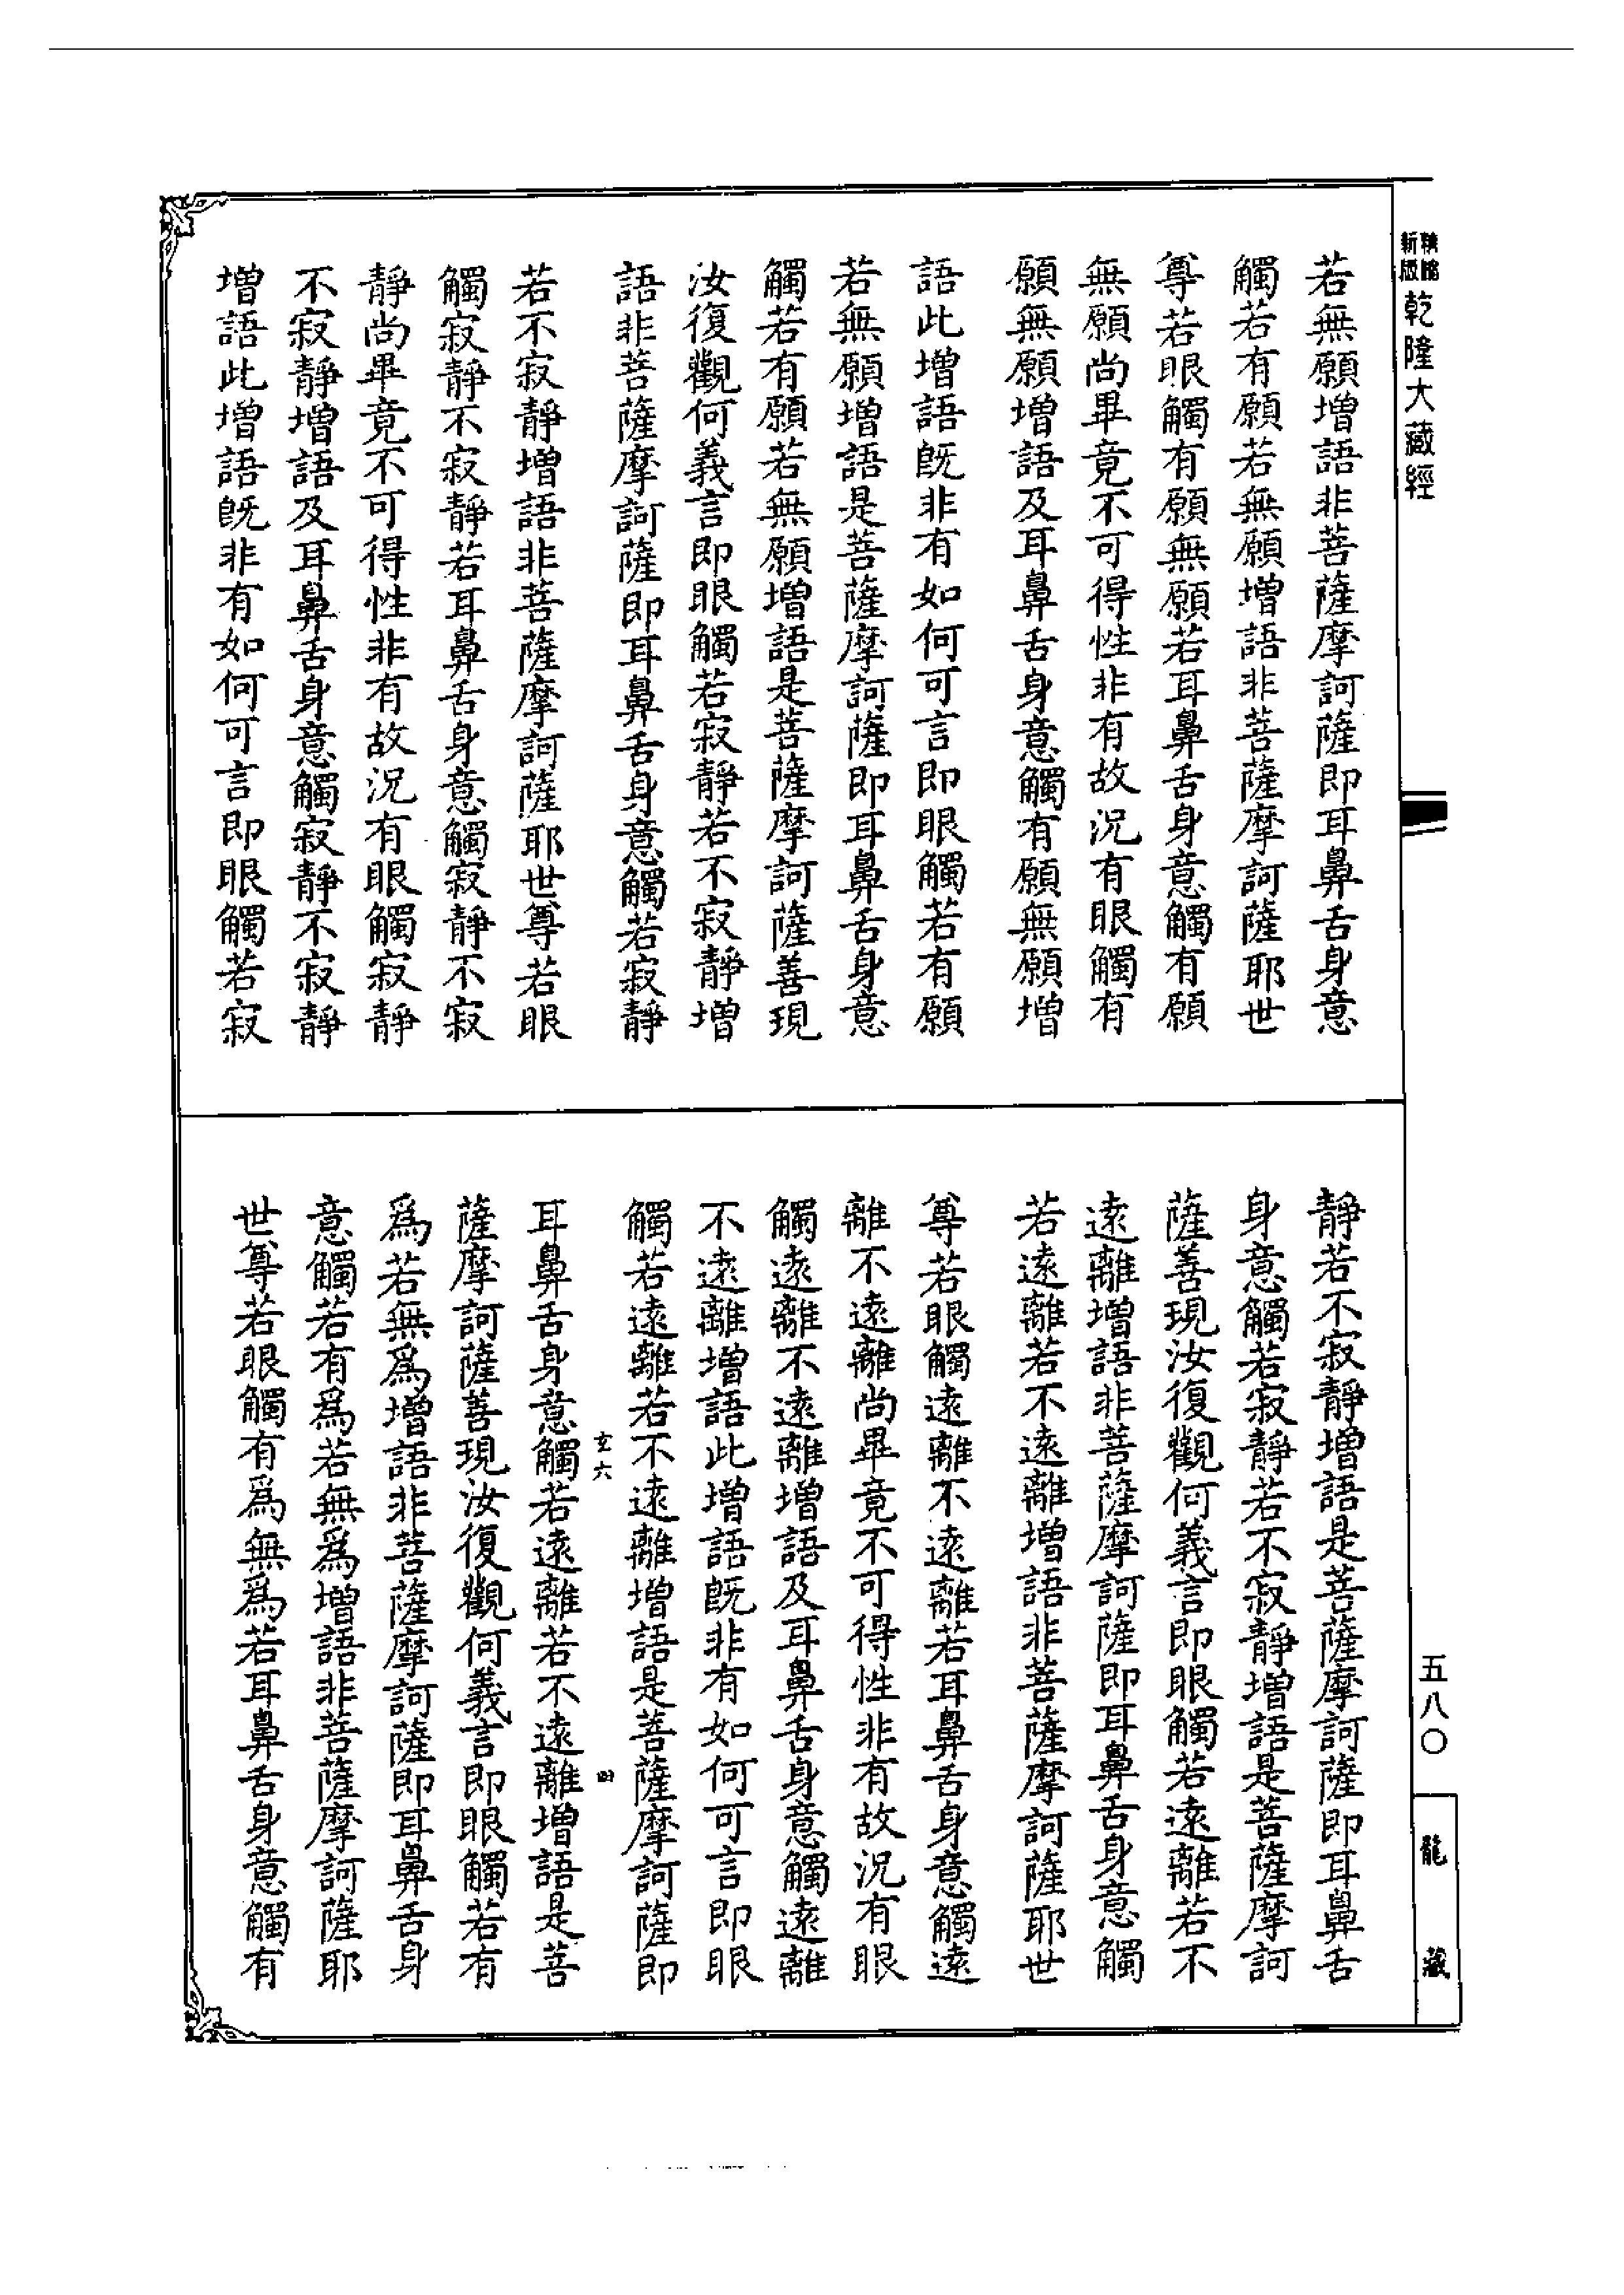 乾隆大藏經
若無願增語非菩薩摩訶薩即耳鼻舌身意
觸若有願若無願增語非菩薩摩訶薩耶世
尊若眼觸有願無願若耳鼻舌身意觸有願
無願尚畢竟不可得性非有故況有眼觸有
願無願增語及耳鼻舌身意觸有願無願增
語此增語旣非有如何可言即眼觸若有願
若無願增語是菩薩摩訶薩即耳鼻舌身意
觸若有願若無願增語是菩薩摩訶薩善現
汝復觀何義言即眼觸若寂靜若不寂靜增
語非菩薩摩訶薩即耳鼻舌身意觸若寂靜
若不寂靜增語非菩薩摩訶薩耶世尊若眼
觸寂靜不寂靜若耳鼻舌身意觸寂靜不寂
靜尚畢竟不可得性非有故況有眼觸寂靜
不寂靜增語及耳鼻舌身意觸寂靜不寂靜
增語此增語旣非有如何可言即眼觸若寂
靜若不寂靜增語是菩薩摩訶薩即耳鼻舌
身意觸若寂靜若不寂靜增語是菩薩摩訶
薩善現汝復觀何義言即眼觸若遠離若不
遠離增語非菩薩摩訶薩即耳鼻舌身意觸
若遠離若不遠離增語非菩薩摩訶薩耶世
尊若眼觸遠離不遠離若耳鼻舌身意觸遠
離不遠離尚畢竟不可得性非有故況有眼
觸遠離不遠離增語及耳鼻舌身意觸遠離
不遠離增語此增語旣非有如何可言即眼
觸若遠離若不遠離增語是菩薩摩訶薩即
玄六
耳鼻舌身意觸若遠離若不遠離增語是菩
薩摩訶薩善現汝復觀何義言即眼觸若有
爲若無爲增語非菩薩摩訶薩即耳鼻舌身
意觸若有爲若無爲增語非菩薩摩訶薩耶
世尊若眼觸有爲無爲若耳鼻舌身意觸有
五八〇
龍藏